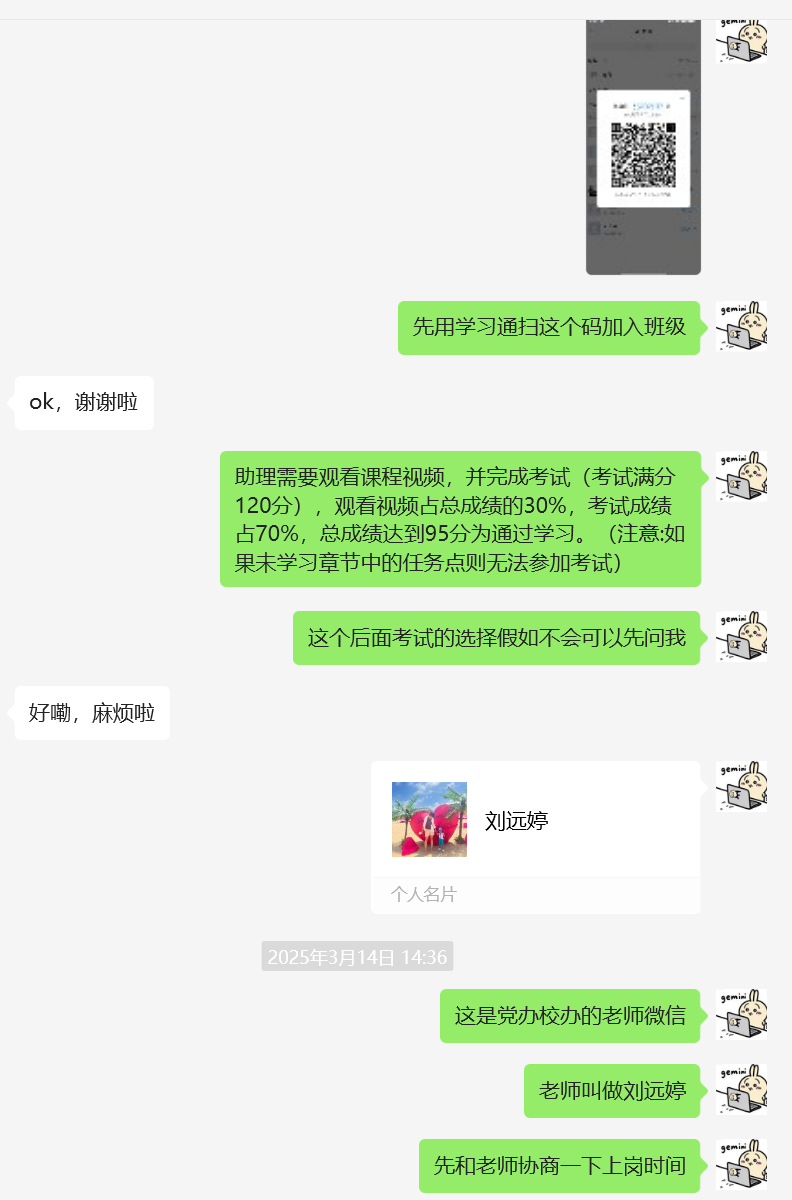 gemini
先用学习通扫这个码加入班级
gemini
ok，谢谢啦
助理需要观看课程视频，并完成考试（考试满分
120分），观看视频占总成绩的30%，考试成绩
占70%，总成绩达到95分为通过学习。（注意:如
果未学习章节中的任务点则无法参加考试）
gemini
这个后面考试的选择假如不会可以先问我
gemini
好嘞，麻烦啦
刘远婷
个人名片
gemini
2025年3月14日 14:36
这是党办校办的老师微信
gemini
老师叫做刘远婷
gemini
先和老师协商一下上岗时间
gemini